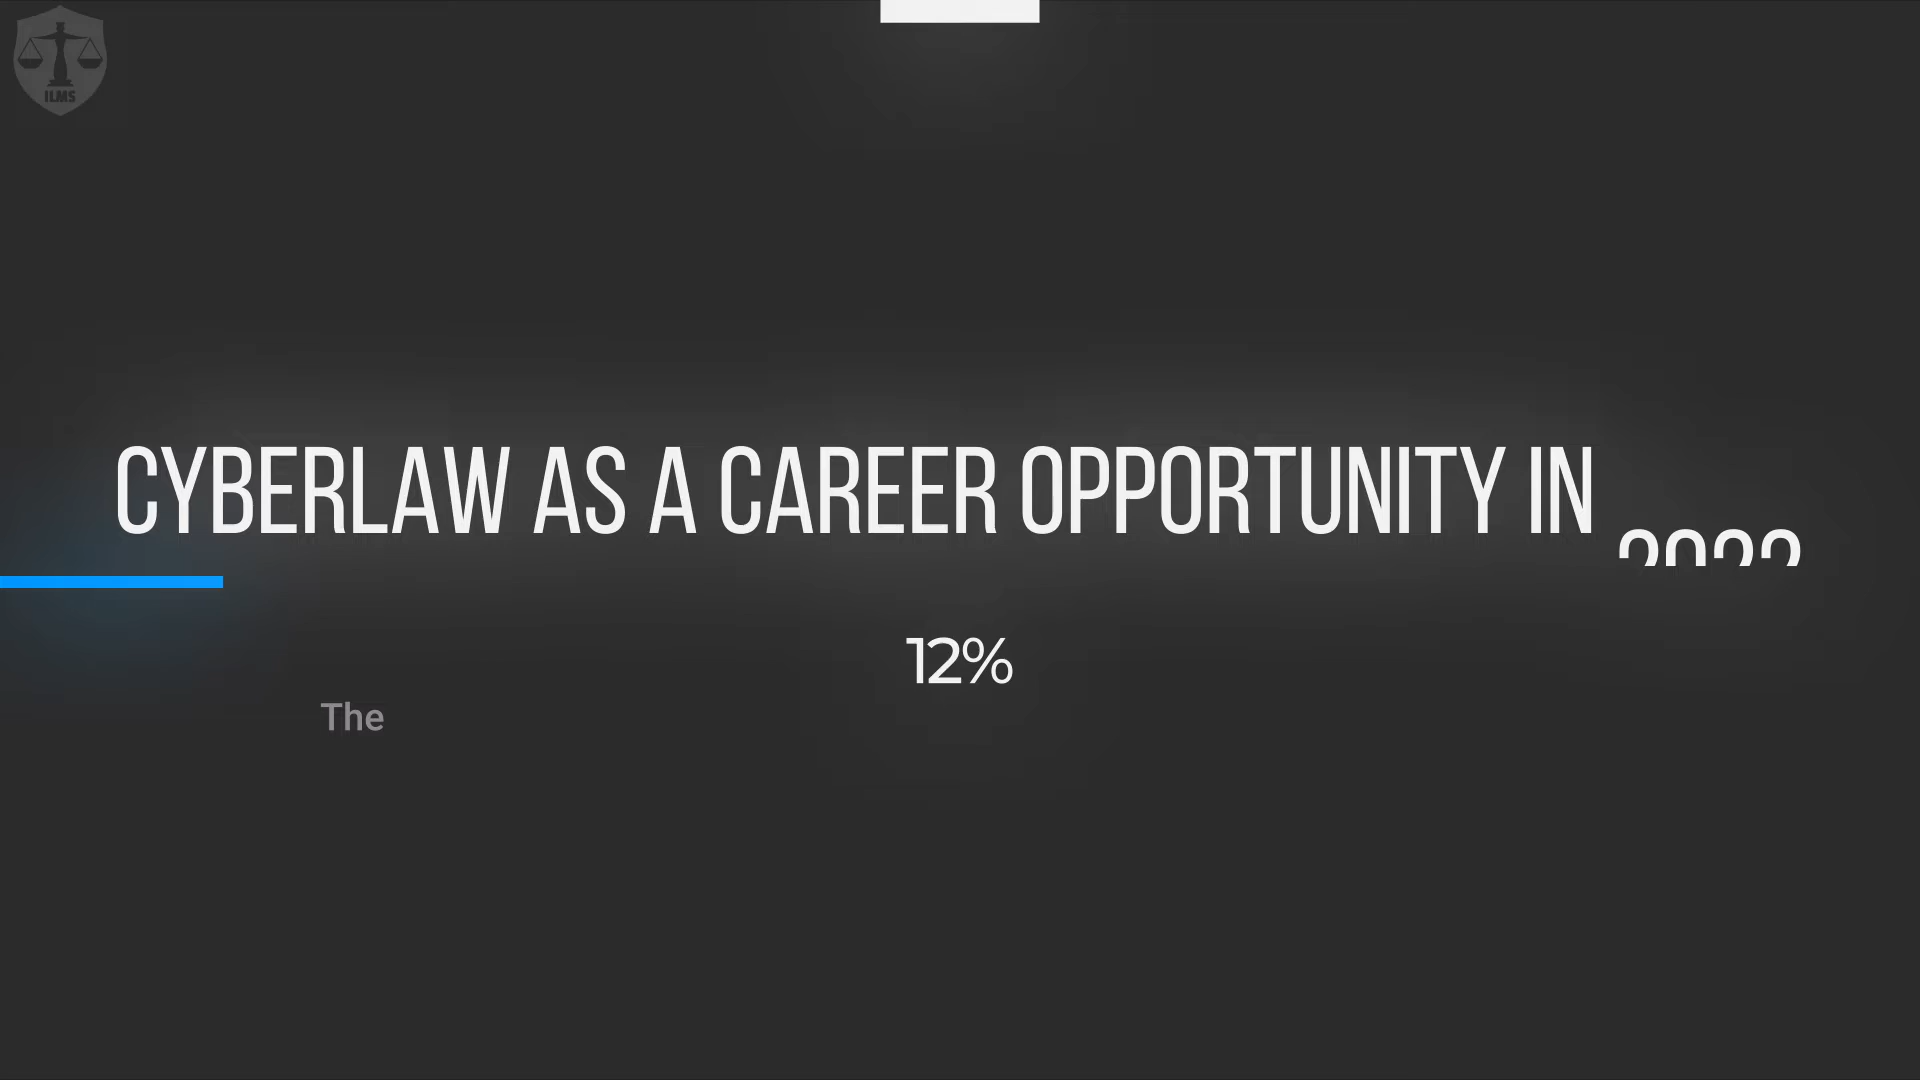 ILMS
CYBERLAW AS A CAREER OPPORTUNITY IN
12%
The